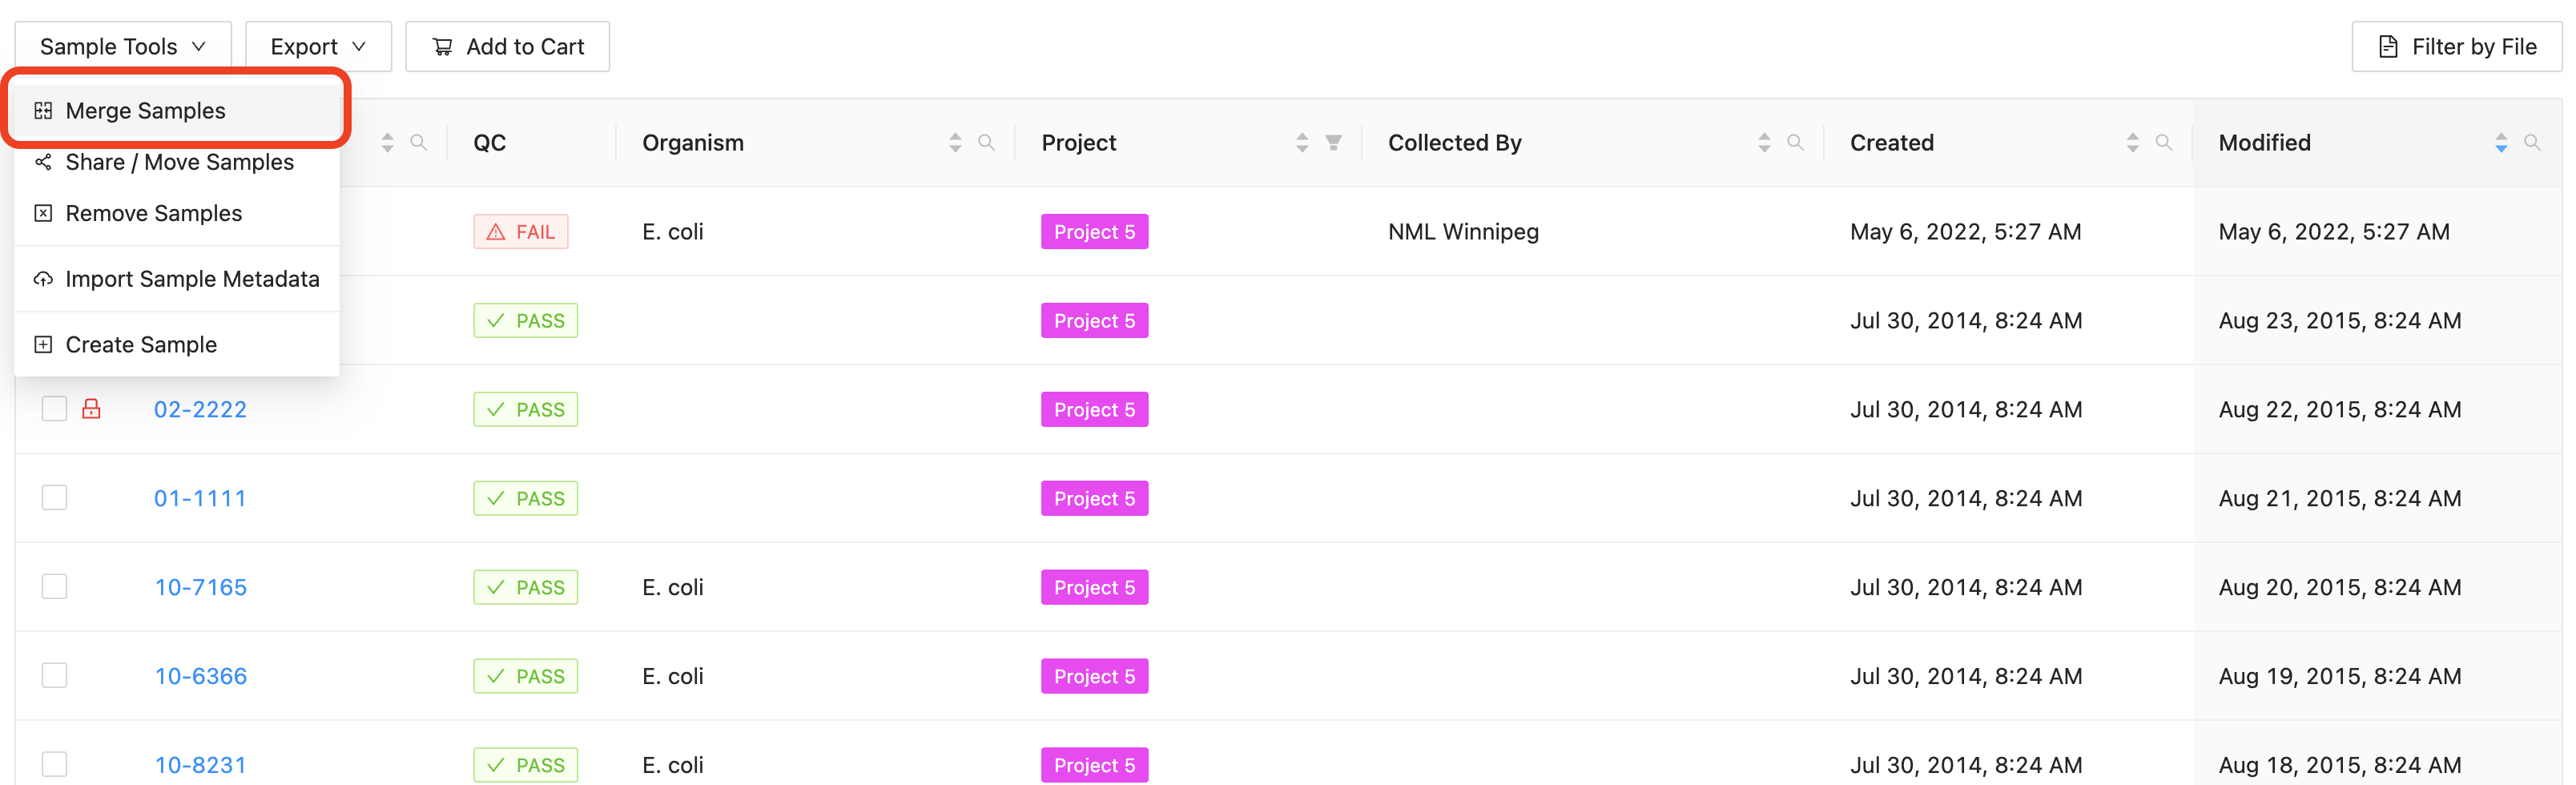 Sample Tools Export Add to Cart Filter by File
Merge Samples
QC Organism Project Collected By Created Modified
Share / Move Samples
Remove Samples
FAIL E. coli Project 5 NML Winnipeg May 6, 2022, 5:27 AM May 6, 2022, 5:27 AM
Import Sample Metadata
PASS Project 5 Jul 30, 2014, 8:24 AM Aug 23, 2015, 8:24 AM
Create Sample
02-2222 PASS Project 5 Jul 30, 2014, 8:24 AM Aug 22, 2015, 8:24 AM
01-1111 PASS Project 5 Jul 30, 2014, 8:24 AM Aug 21, 2015, 8:24 AM
10-7165 PASS E. coli Project 5 Jul 30, 2014, 8:24 AM Aug 20, 2015, 8:24 AM
10-6366 PASS E. coli Project 5 Jul 30, 2014, 8:24 AM Aug 19, 2015, 8:24 AM
10-8231 PASS E. coli Project 5 Jul 30, 2014, 8:24 AM Aug 18, 2015, 8:24 AM